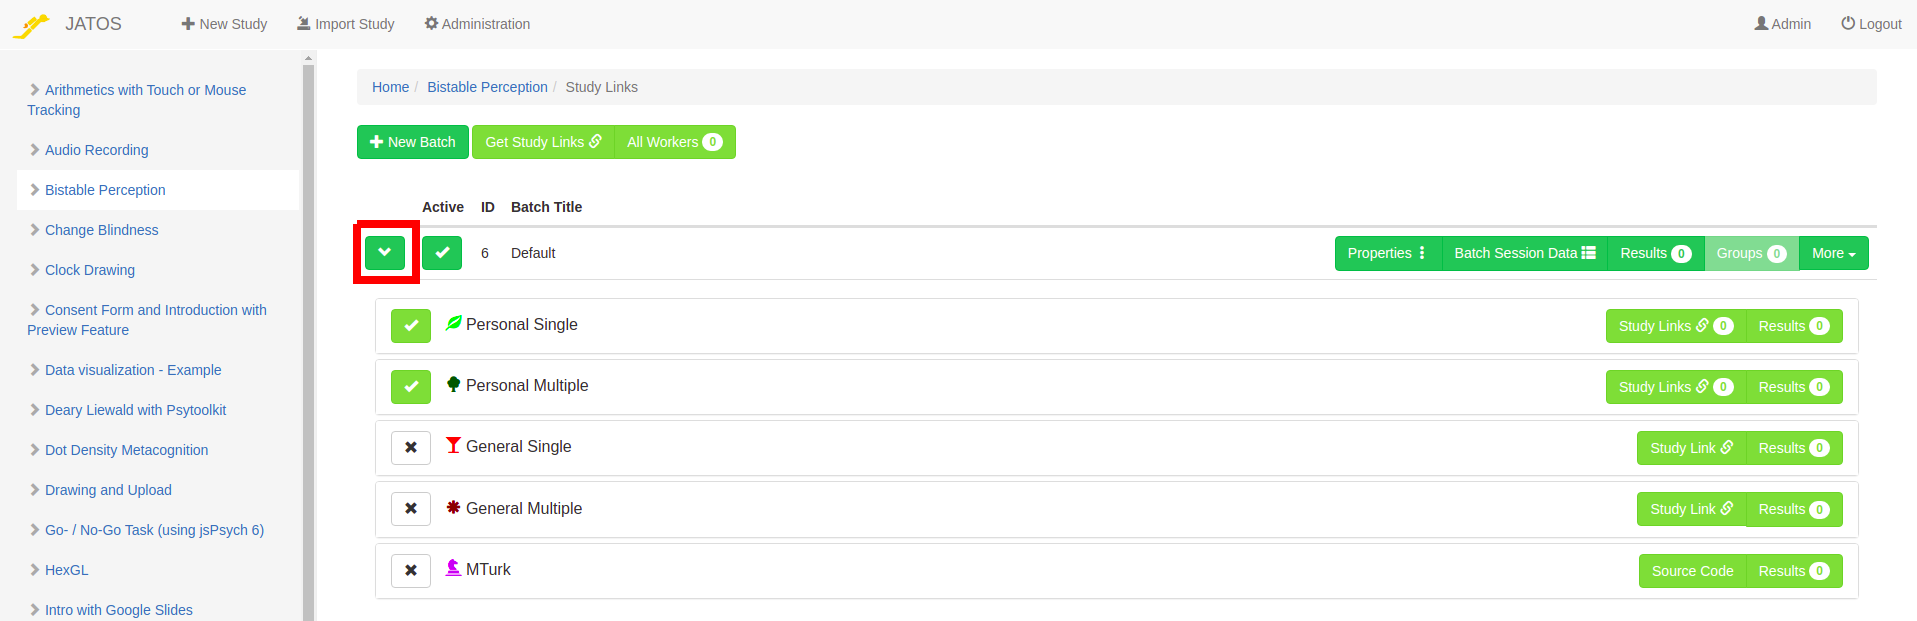 JATOS New Study Import Study Administration Admin Logout
Arithmetics with Touch or Mouse
Tracking
Audio Recording
Bistable Perception
Change Blindness
Clock Drawing
Consent Form and Introduction with
Preview Feature
Data visualization - Example
Deary Liewald with Psytoolkit
Dot Density Metacognition
Drawing and Upload
Go- / No-Go Task (using jsPsych 6)
HexGL
Intro with Google Slides
Home / Bistable Perception / Study Links
New Batch Get Study Links All Workers 0
Active ID Batch Title
6 Default Properties Batch Session Data Results 0 Groups 0 More
Personal Single Study Links 0 Results 0
Personal Multiple Study Links 0 Results 0
General Single Study Link Results 0
General Multiple Study Link Results 0
MTurk Source Code Results 0